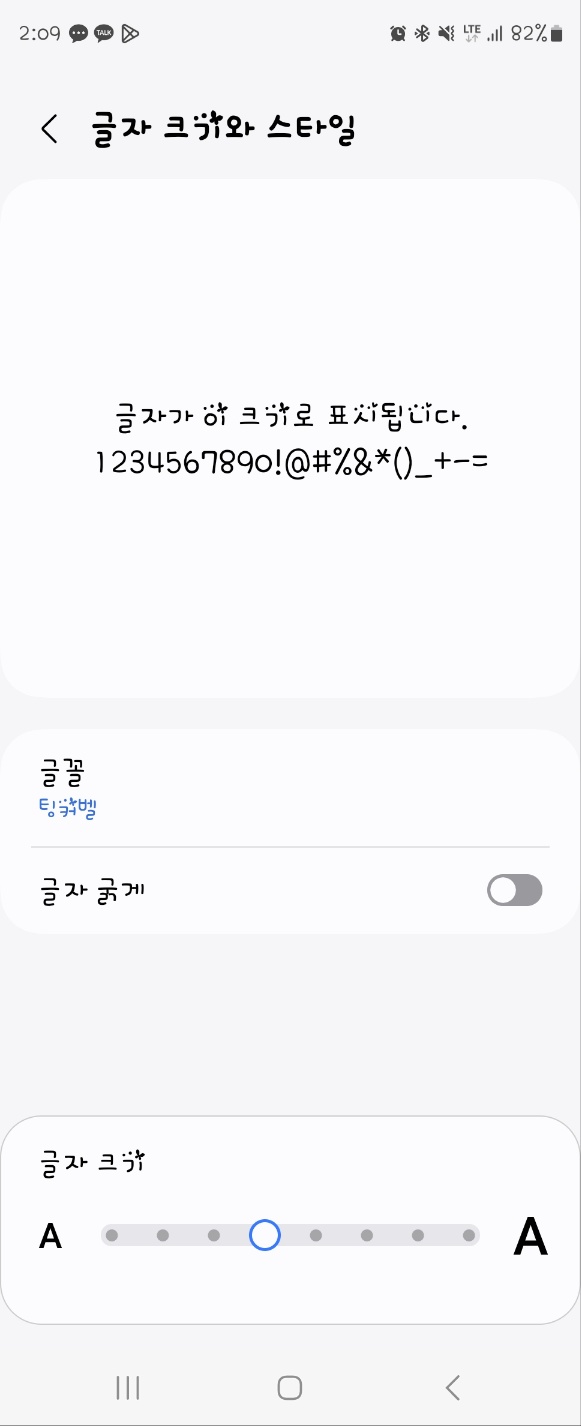 2:09
TALK
LTE
82%
글자 크기와 스타일
글자가 이 크기로 표시됩니다.
1234567890!@#%&*()_+-=
글꼴
팅커벨
글자 굵게
글자 크기
A A